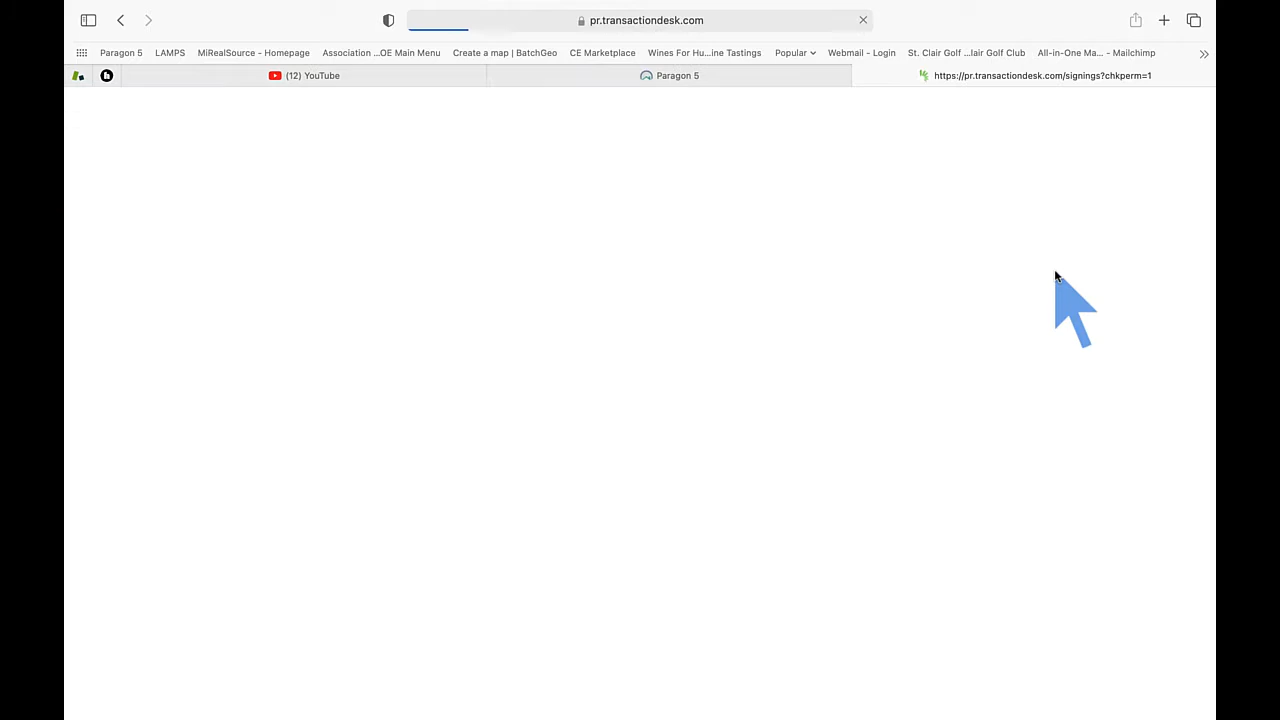 pr.transactiondesk.com
Paragon 5 LAMPS MiRealSource - Homepage Association ...OE Main Menu Create a map | BatchGeo CE Marketplace Wines For Hu...ine Tastings Popular Webmail - Login St. Clair Golf ...lair Golf Club All-in-One Ma... - Mailchimp
(12) YouTube Paragon 5 https://pr.transactiondesk.com/signings?chkperm=1